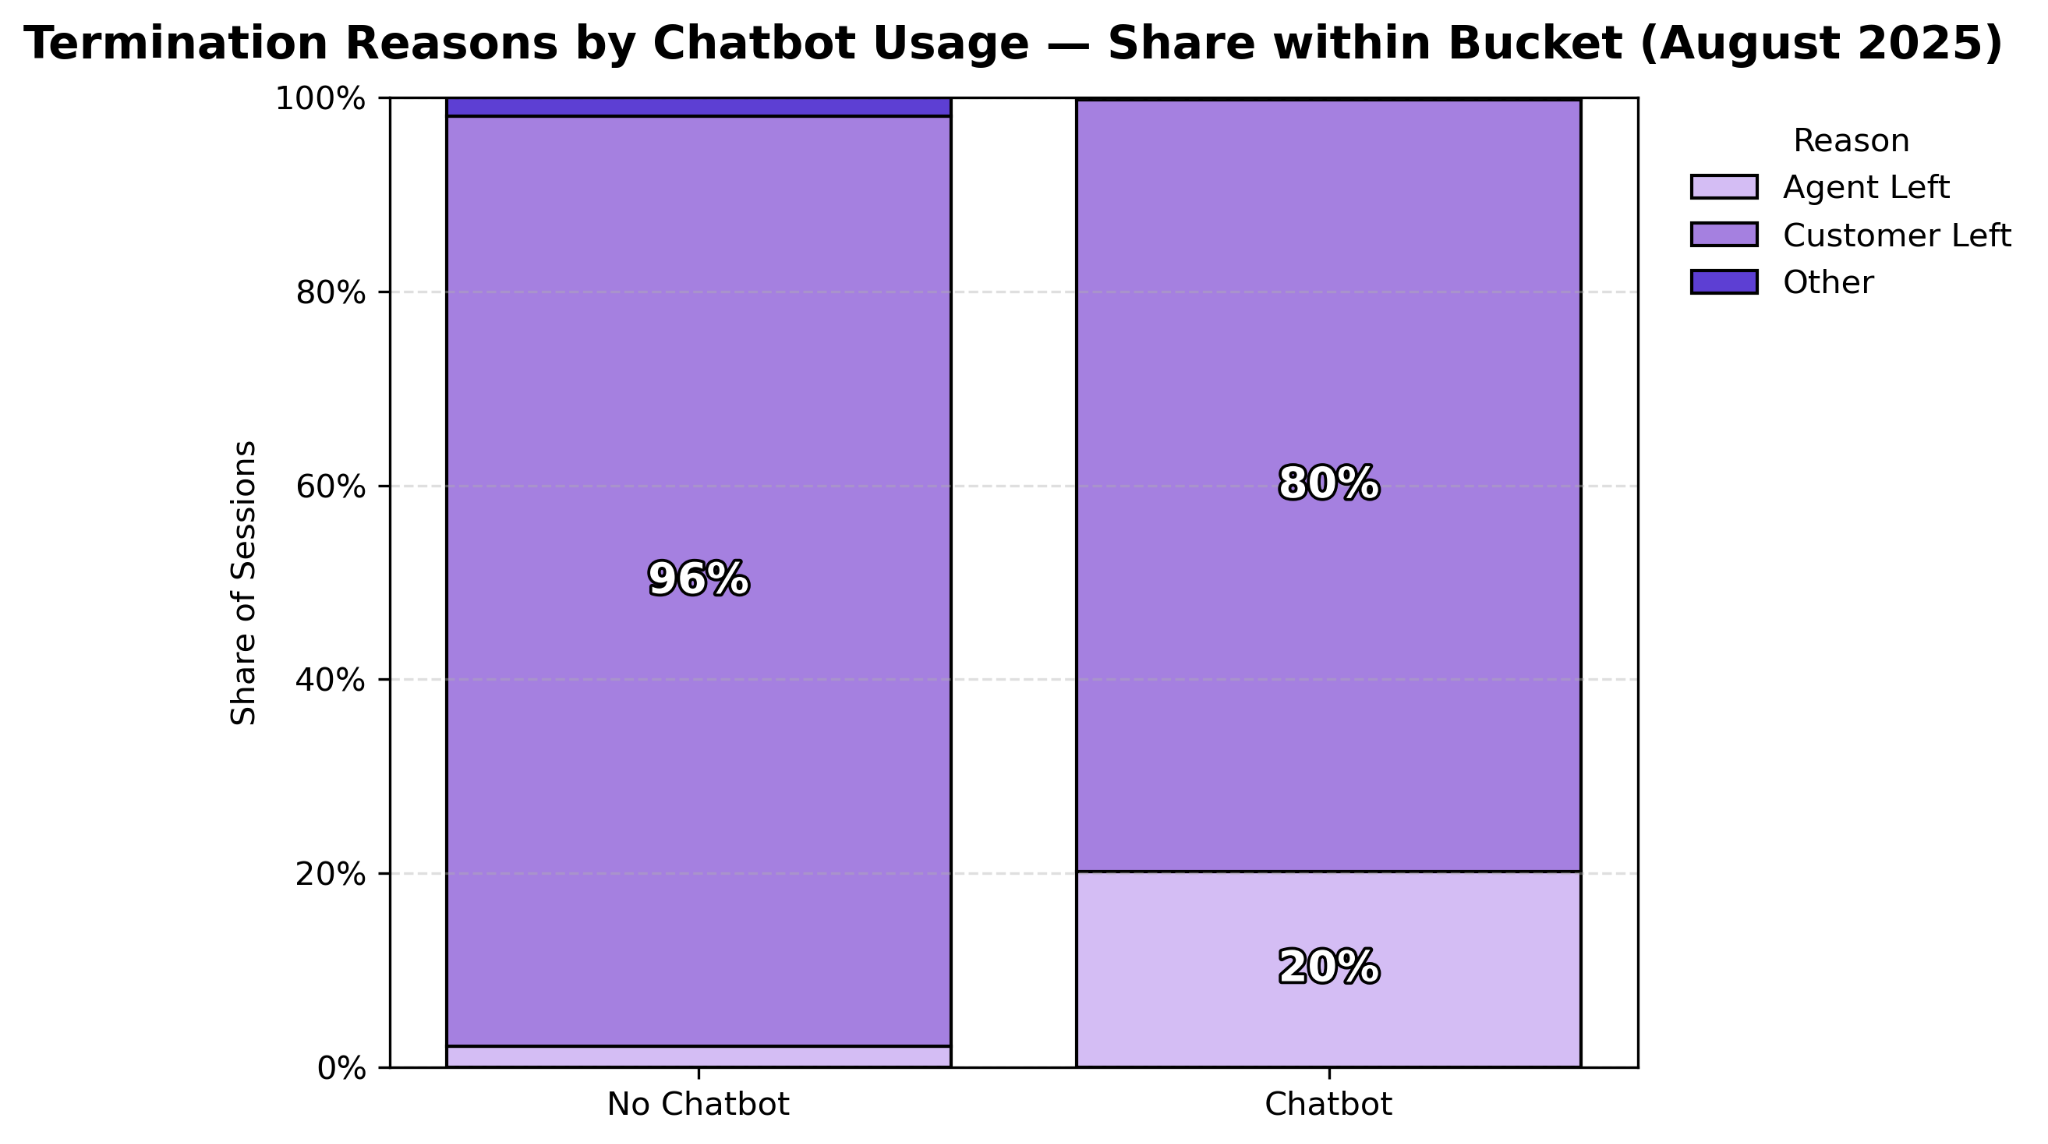 Termination Reasons by Chatbot Usage — Share within Bucket (August 2025)
100%
80%
60%
40%
20%
0%
Share of Sessions
96%
80%
20%
No Chatbot
Chatbot
Reason
Agent Left
Customer Left
Other